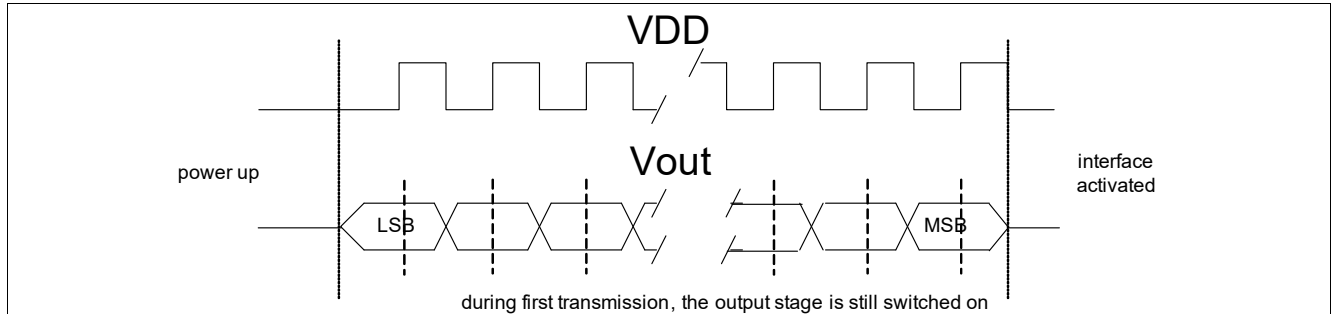 VDD
power up
Vout
interface
activated
LSB
MSB
during first transmission, the output stage is still switched on